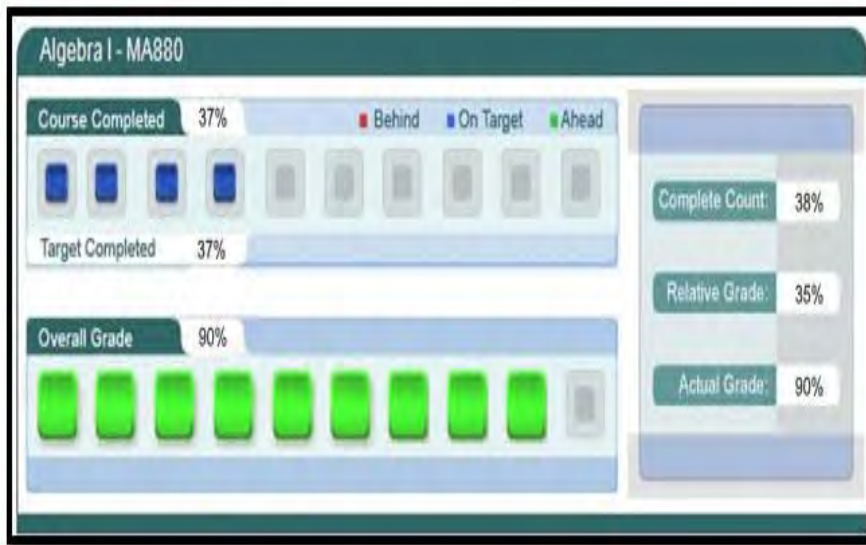 Algebra I - MA880
Course Completed 37% Behind On Target Ahead
Target Completed 37%
Overall Grade 90%
Complete Count: 38%
Relative Grade: 35%
Actual Grade: 90%